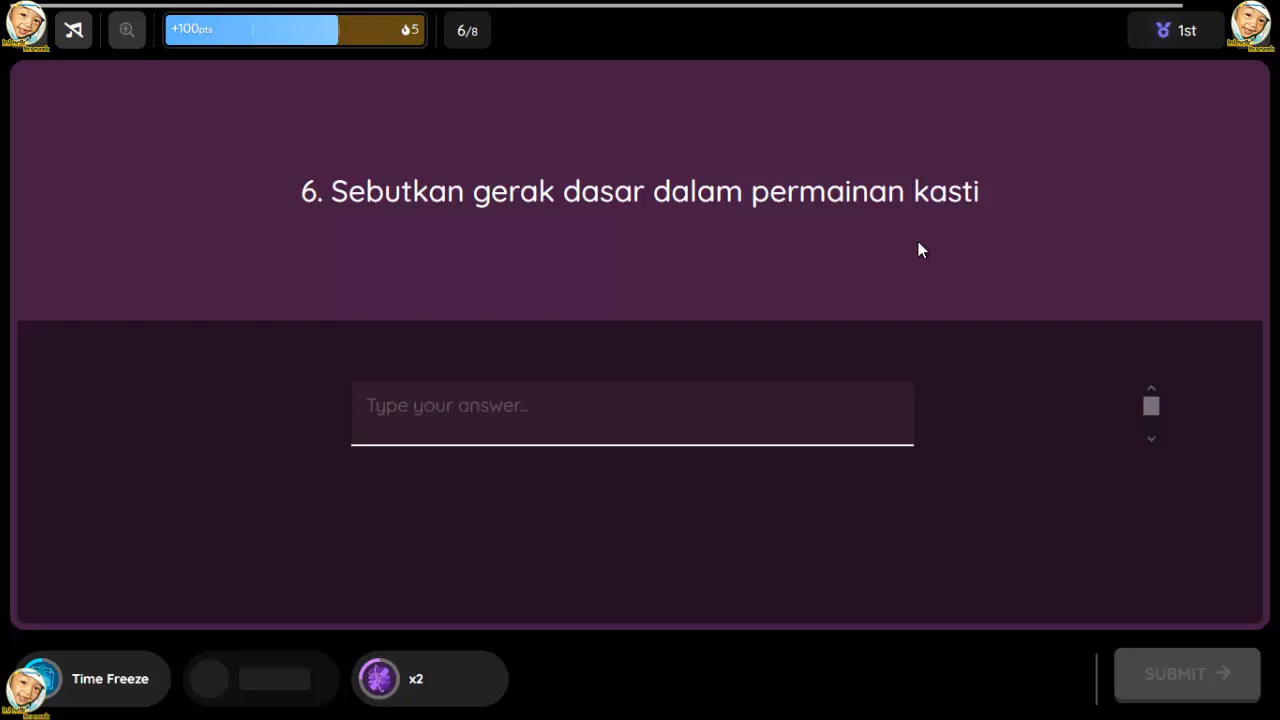 +100pts
5
6/8
1st
6. Sebutkan gerak dasar dalam permainan kasti
Type your answer...
Time Freeze
x2
SUBMIT